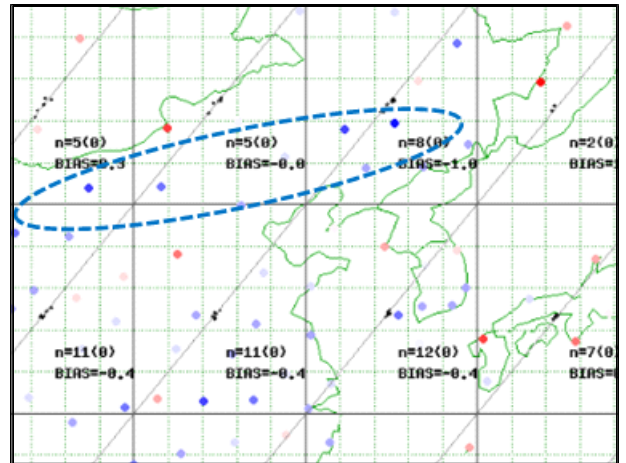 n=5(0)
BIAS=0.3
n=5(0)
BIAS=-0.0
n=8(0)
BIAS=-1.0
n=2(0)
n=11(0)
BIAS=-0.4
n=11(0)
BIAS=-0.4
n=12(0)
BIAS=-0.4
n=7(0)